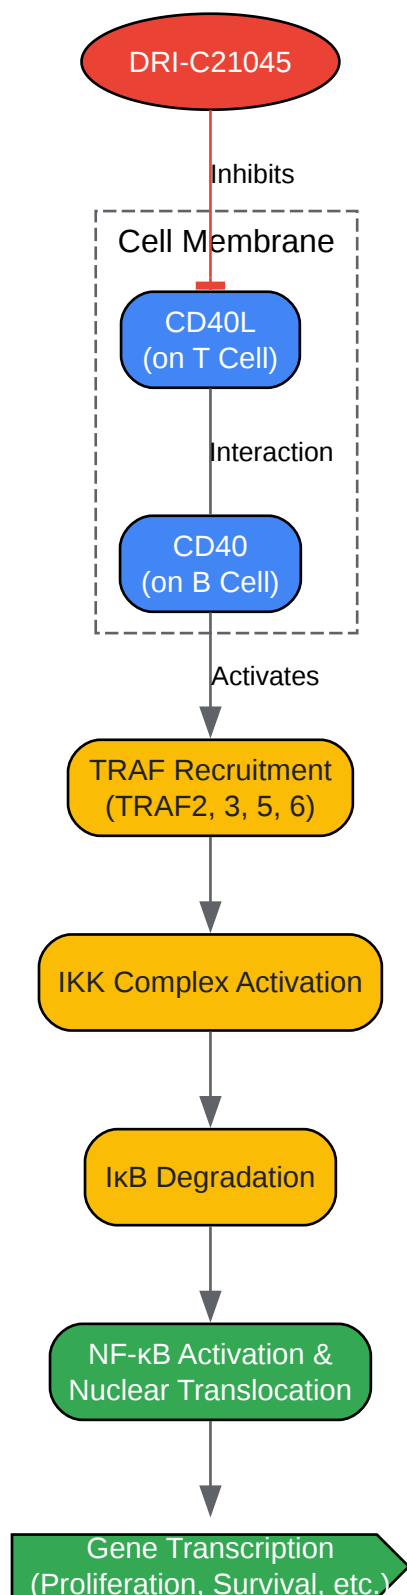 DRI-C21045
Inhibits
Cell Membrane
CD40L
(on T Cell)
Interaction
CD40
(on B Cell)
Activates
TRAF Recruitment
(TRAF2, 3, 5, 6)
IKK Complex Activation
IκB Degradation
NF-κB Activation &
Nuclear Translocation
Gene Transcription
(Proliferation, Survival, etc.)